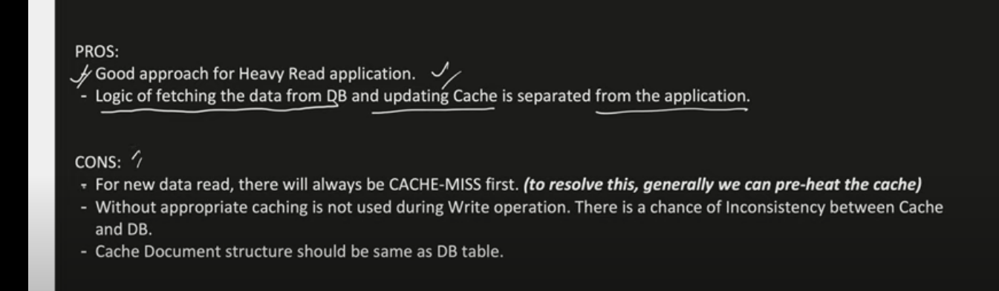 PROS:
Good approach for Heavy Read application.
- Logic of fetching the data from DB and updating Cache is separated from the application.
CONS:
- For new data read, there will always be CACHE-MISS first. (to resolve this, generally we can pre-heat the cache)
- Without appropriate caching is not used during Write operation. There is a chance of Inconsistency between Cache
and DB.
- Cache Document structure should be same as DB table.